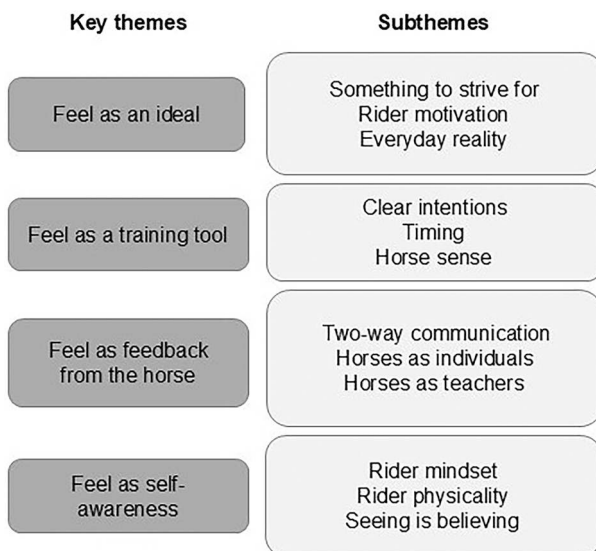 Key themes
Subthemes
Feel as an ideal
Something to strive for
Rider motivation
Everyday reality
Feel as a training tool
Clear intentions
Timing
Horse sense
Feel as feedback
from the horse
Two-way communication
Horses as individuals
Horses as teachers
Feel as self-
awareness
Rider mindset
Rider physicality
Seeing is believing